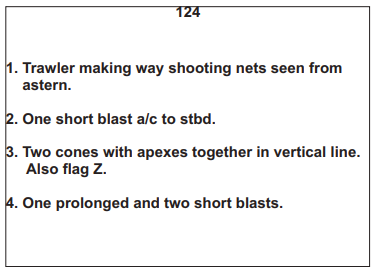 124
1. Trawler making way shooting nets seen from
astern.
2. One short blast a/c to stbd.
3. Two cones with apexes together in vertical line.
Also flag Z.
4. One prolonged and two short blasts.